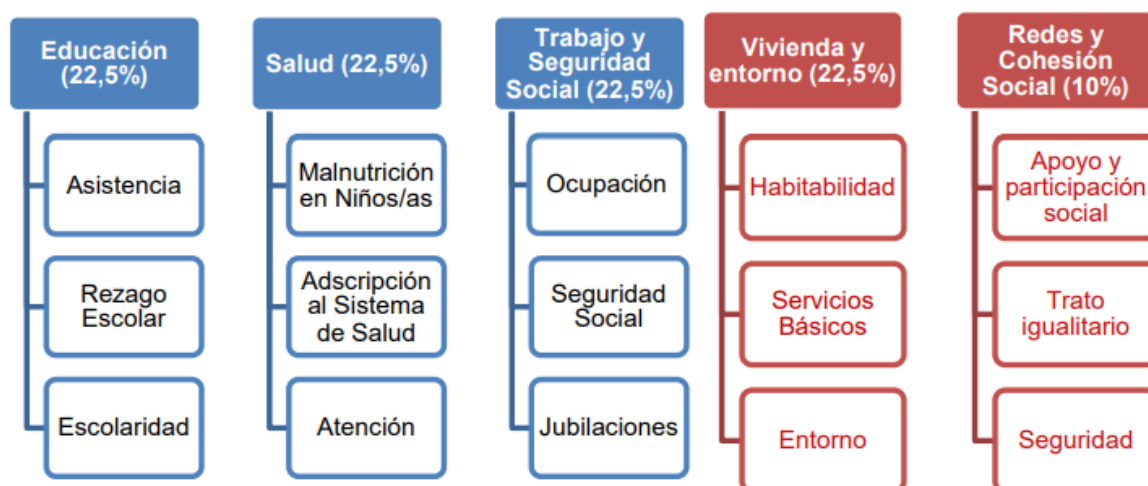 Educación
(22,5%)
Asistencia
Rezago
Escolar
Escolaridad
Salud (22,5%)
Malnutrición
en Niños/as
Adscripción
al Sistema
de Salud
Atención
Trabajo y
Seguridad
Social (22,5%)
Ocupación
Seguridad
Social
Jubilaciones
Vivienda y
entorno (22,5%)
Habitabilidad
Servicios
Básicos
Entorno
Redes y
Cohesión
Social (10%)
Apoyo y
participación
social
Trato
igualitario
Seguridad